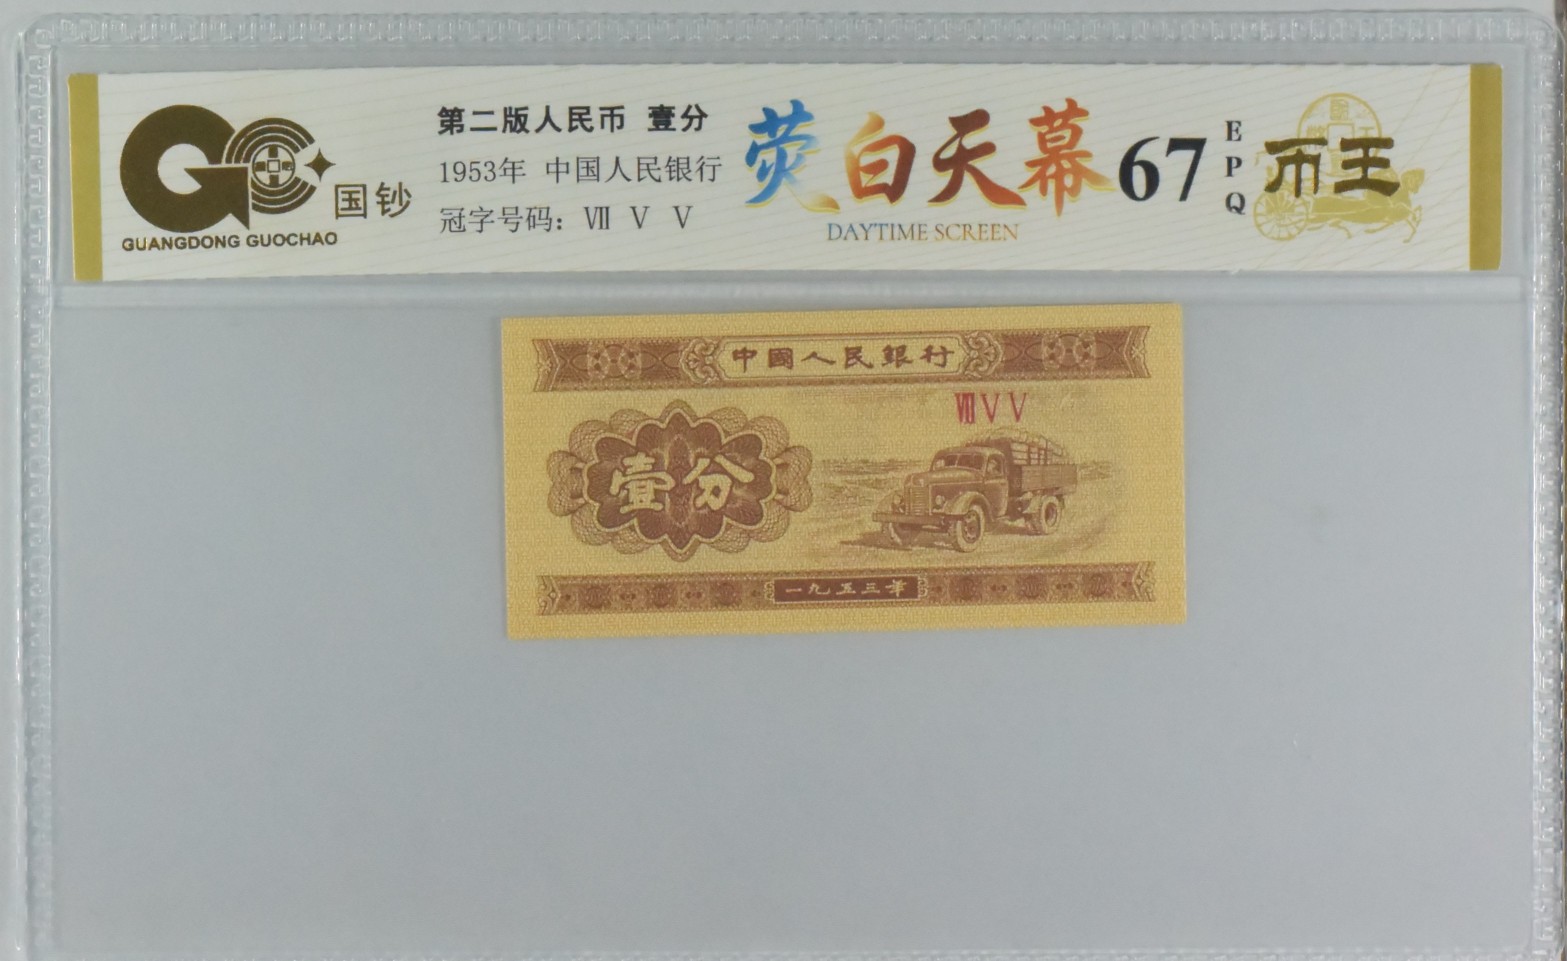 国钞
GUANGDONG GUOCHAO
第二版人民币 壹分
1953年 中国人民银行
冠字号码：Ⅶ Ⅴ Ⅴ
荧白天幕
DAYTIME SCREEN
67
EPQ
币王
中國人民銀行
ⅦⅤⅤ
壹分
一九五三年